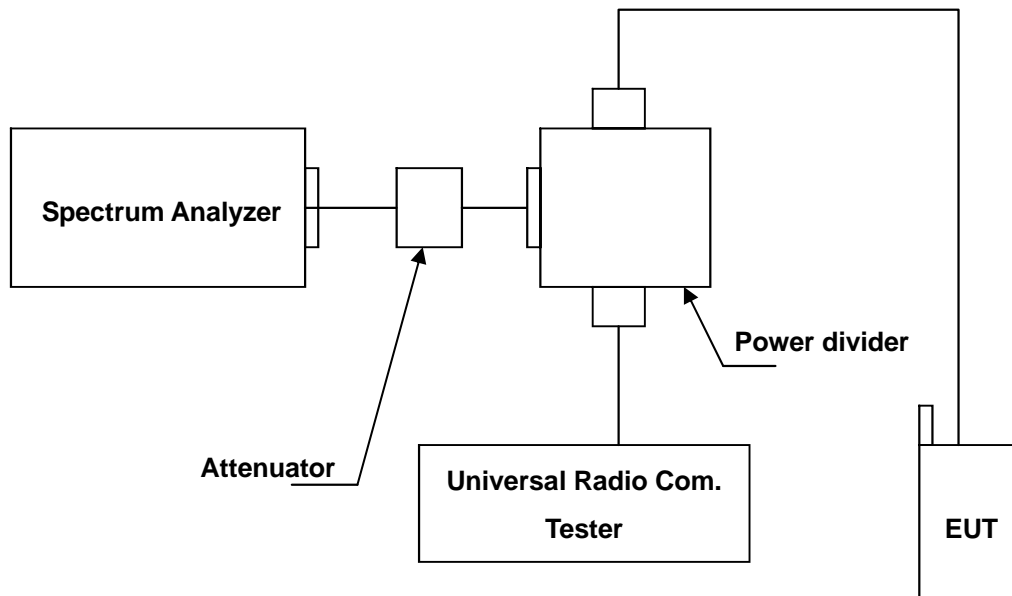 Spectrum Analyzer
Power divider
Attenuator
Universal Radio Com.
Tester
EUT